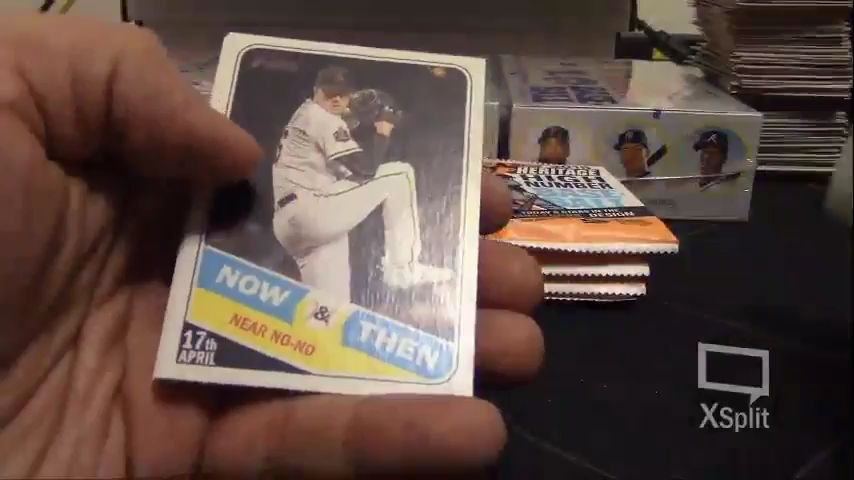 NOW
&
THEN
NEAR NO-NO
17th
APRIL
HERITAGE
HIGH
NUMBER
TODAY'S STARS IN THE
DESIGN
XSplit